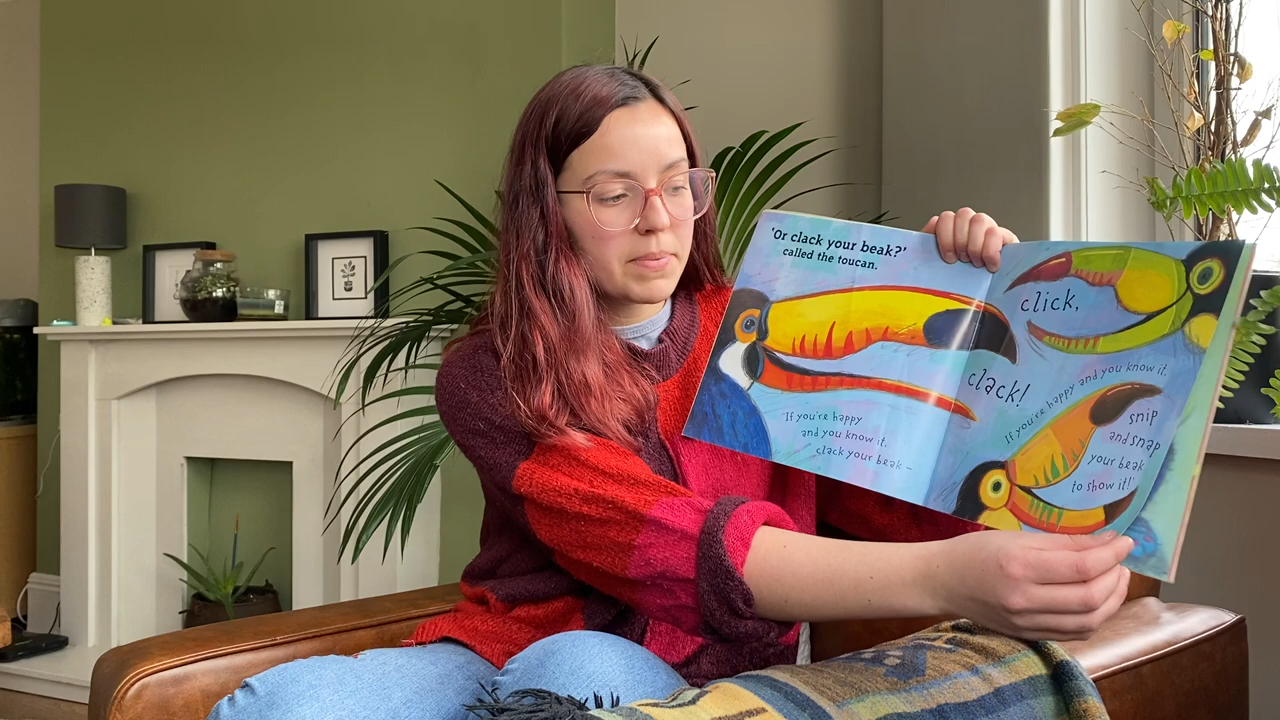 'Or clack your beak?'
called the toucan.
'If you're happy
and you know it,
clack your beak –
click,
clack!
If you're happy and you know it,
snip
and snap
your beak
to show it!'